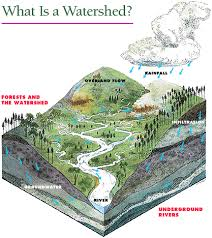 What Is a Watershed?
RAINFALL
OVERLAND FLOW
FORESTS AND
THE WATERSHED
INFILTRATION
GROUNDWATER
RIVER
UNDERGROUND
RIVERS